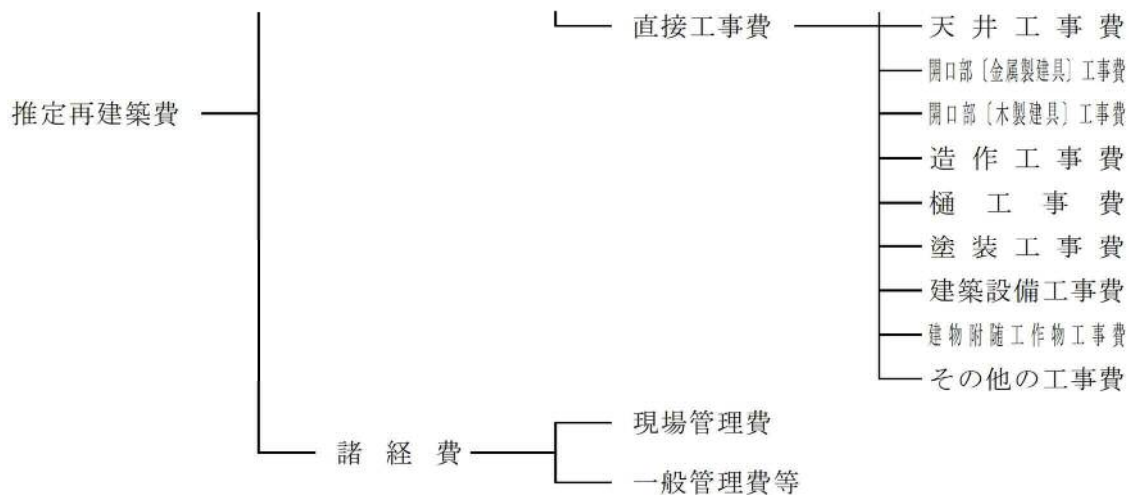 直接工事費
天井工事費
開口部〔金属製建具〕工事費
推定再建築費
開口部〔木製建具〕工事費
造作工事費
樋工事費
塗装工事費
建築設備工事費
建物附随工作物工事費
その他の工事費
現場管理費
諸経費
一般管理費等